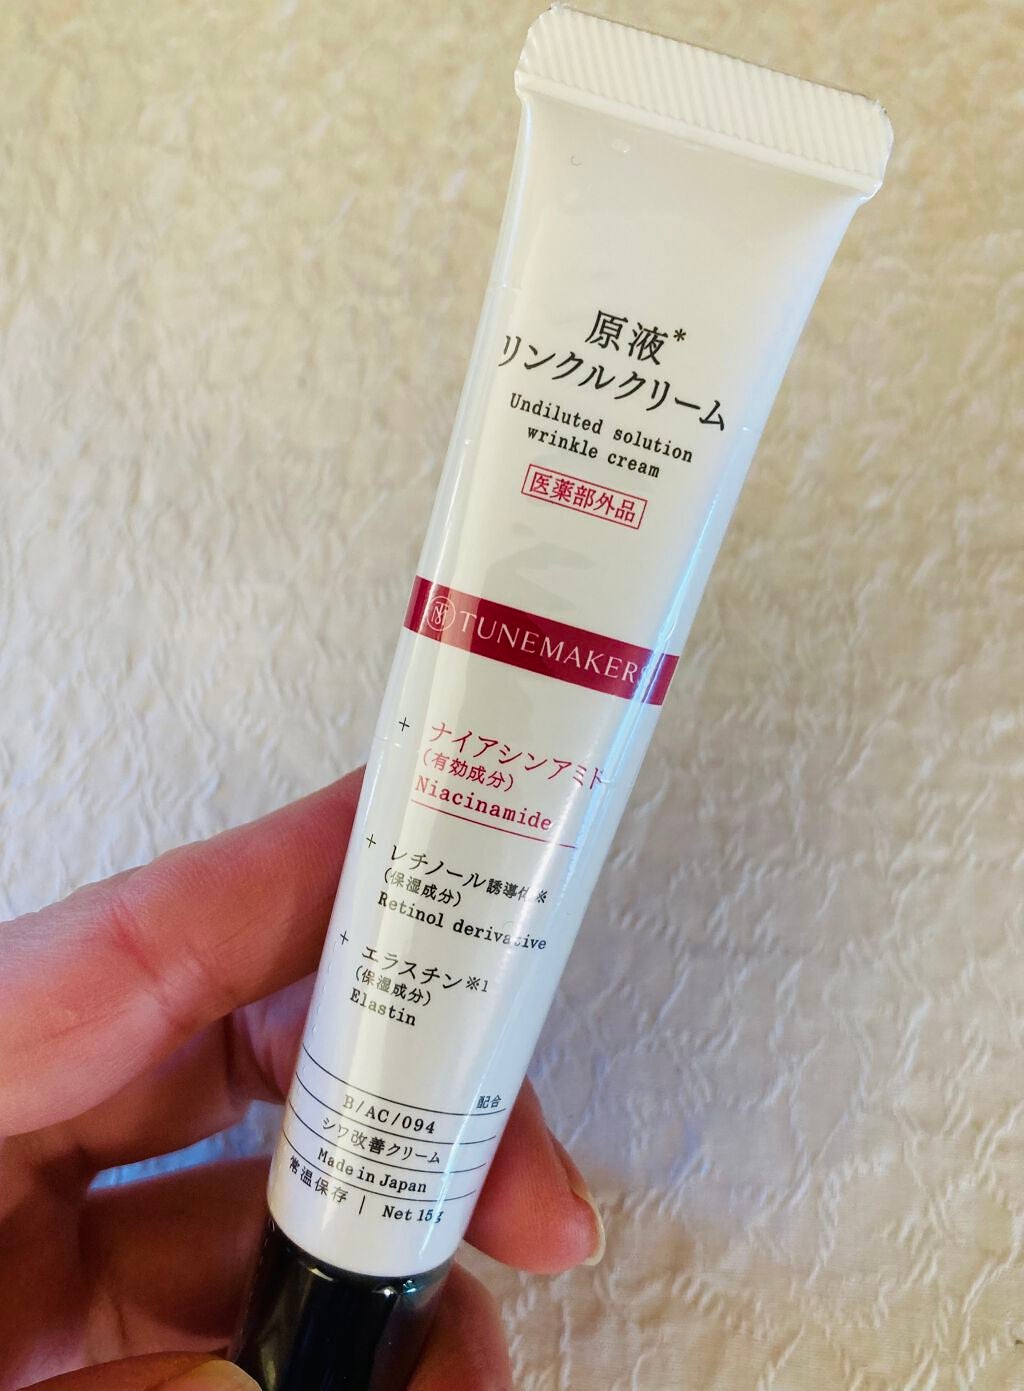 原液*
リンクルクリーム
Undiluted solution
wrinkle cream
医薬部外品
TUNEMAKERS
+ ナイアシンアミド
(有効成分)
Niacinamide
+ レチノール誘導体※
(保湿成分)
Retinol derivative
+ エラスチン※1
(保湿成分)
Elastin
配合
B/AC/094
シワ改善クリーム
Made in Japan
常温保存 | Net 15g